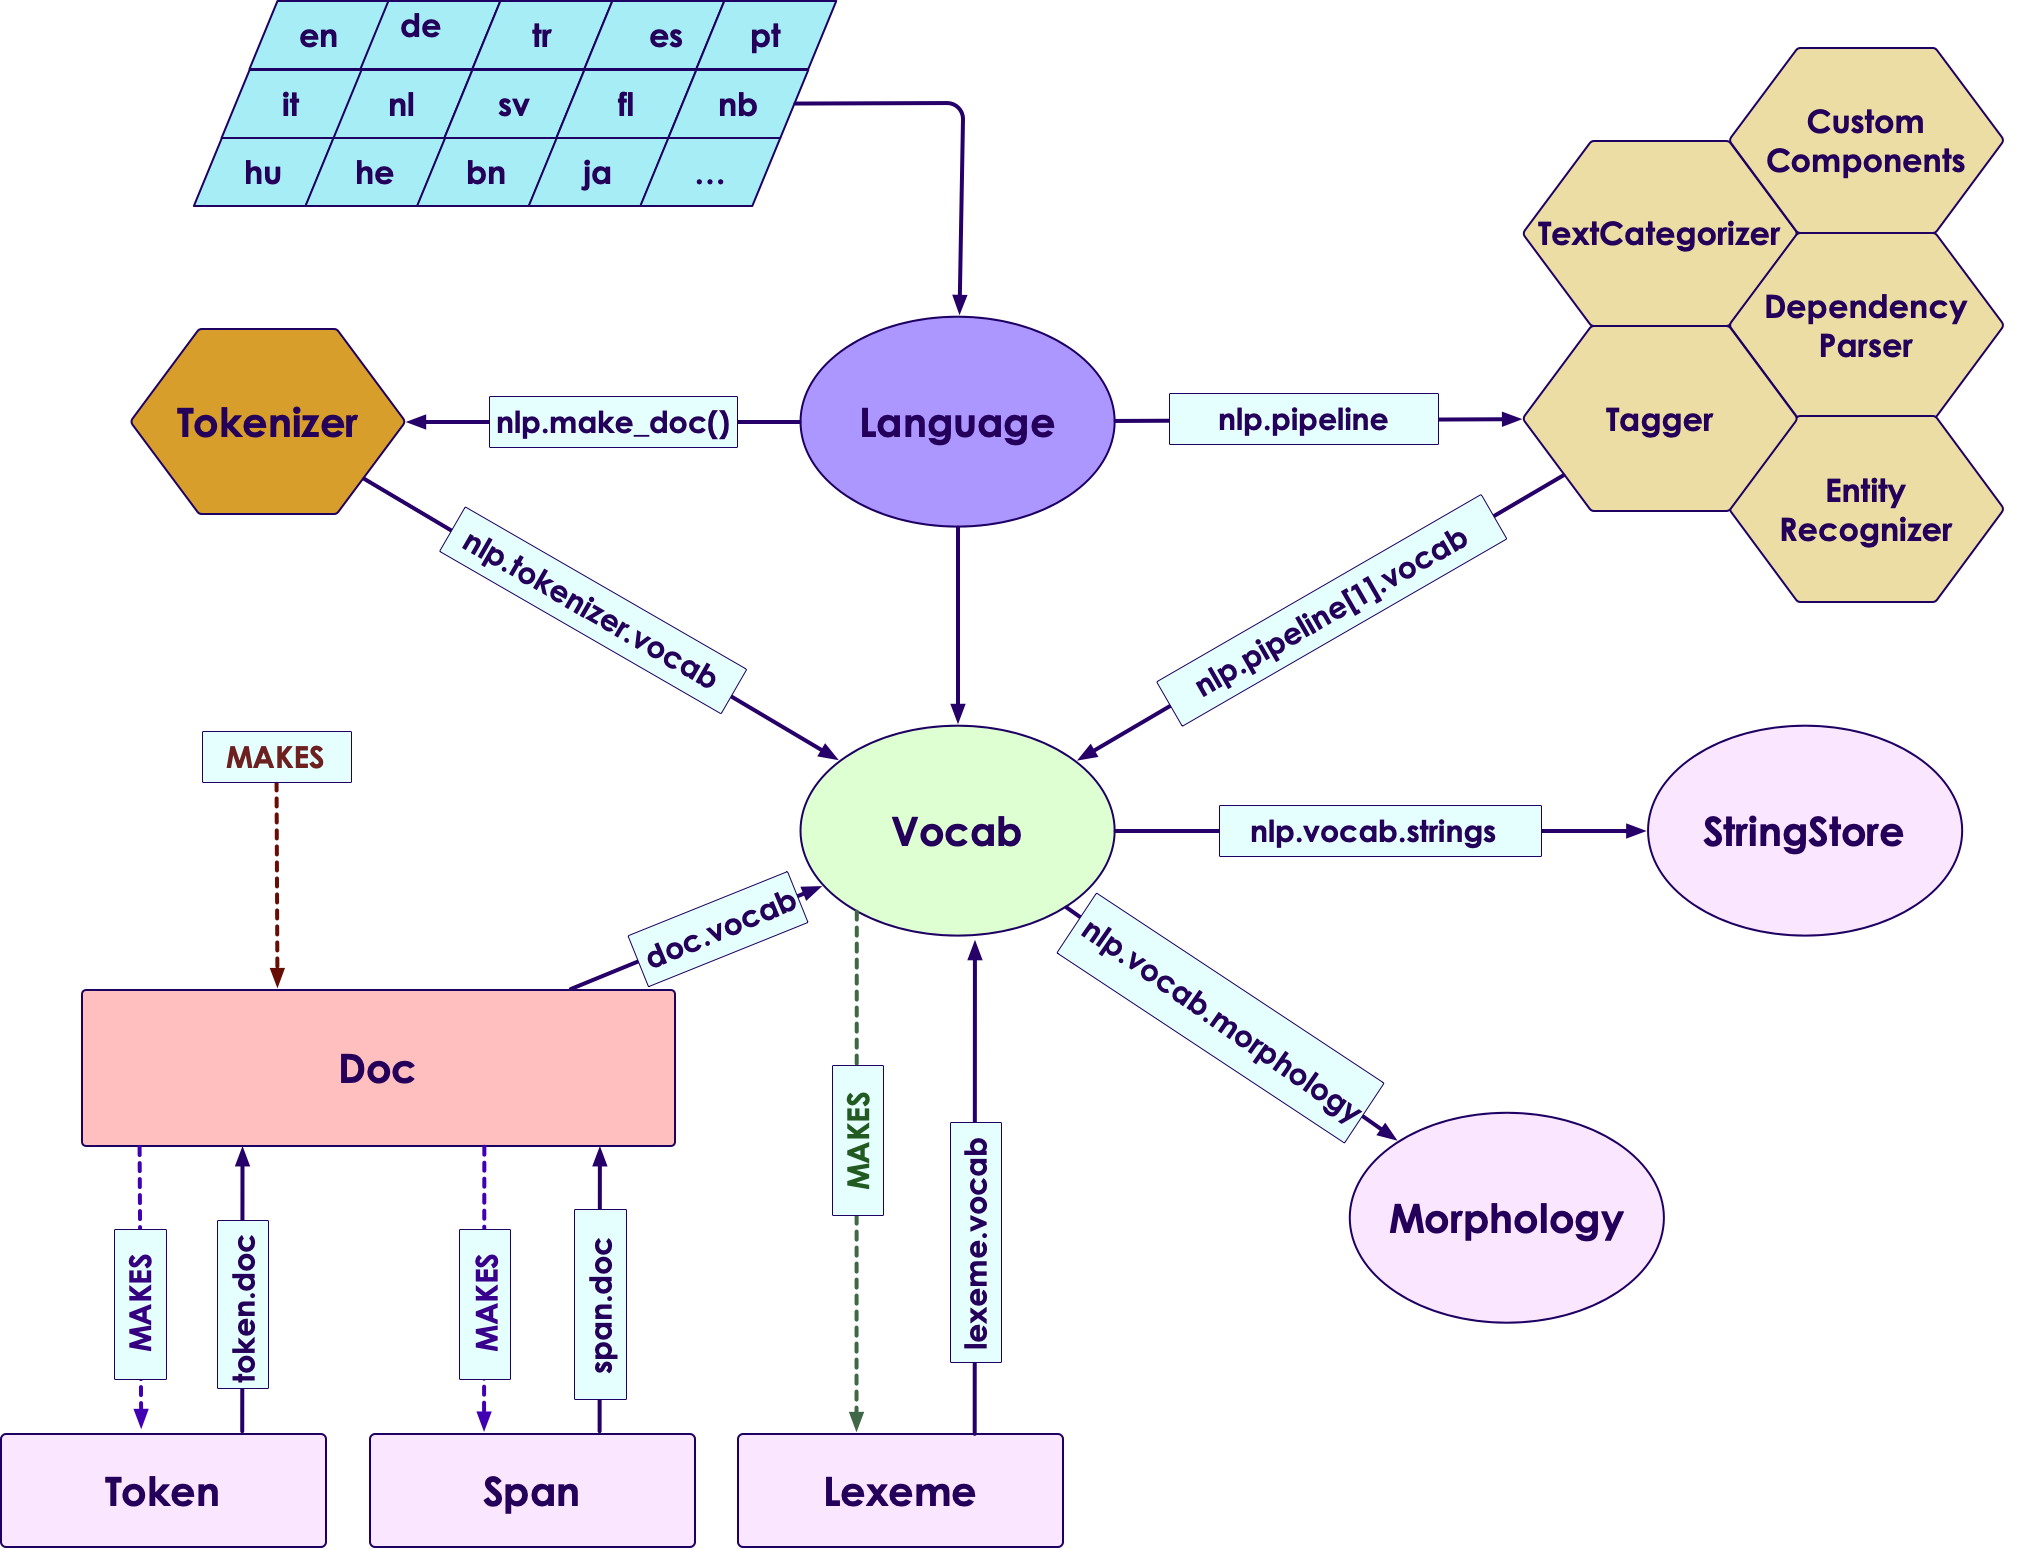 en de tr es pt
it nl sv fl nb
hu he bn ja ...
Custom
Components
TextCategorizer
Dependency
Parser
Tokenizer
nlp.make_doc()
Language
nlp.pipeline
Tagger
Entity
Recognizer
nlp.tokenizer.vocab
nlp.pipeline[1].vocab
MAKES
Vocab
nlp.vocab.strings
StringStore
doc.vocab
nlp.vocab.morphology
Doc
MAKES
lexeme.vocab
Morphology
MAKES
token.doc
MAKES
span.doc
Token
Span
Lexeme